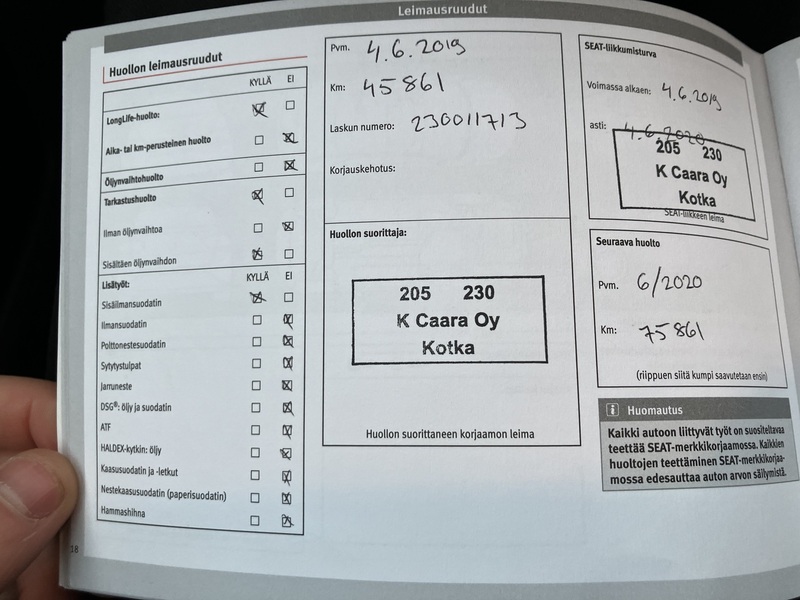 Leimausruudut
Huollon leimausruudut
KYLLÄ EI
LongLife-huolto:
Aika- tai km-perusteinen huolto
Öljynvaihtohuolto
Tarkastushuolto
Ilman öljynvaihtoa
Sisältäen öljynvaihdon
Lisätyöt: KYLLÄ EI
Sisäilmansuodatin
Ilmansuodatin
Polttonestesuodatin
Sytytystulpat
Jarruneste
DSG®: öljy ja suodatin
ATF
HALDEX-kytkin: öljy
Kaasusuodatin ja -letkut
Nestekaasusuodatin (paperisuodatin)
Hammashihna
18
Pvm. 4.6.2019
Km: 45861
Laskun numero: 230011713
Korjauskehotus:
Huollon suorittaja:
205 230
K Caara Oy
Kotka
Huollon suorittaneen korjaamon leima
SEAT-liikkumisturva
Voimassa alkaen: 4.6.2019
asti: 4.6.2020
205 230
K Caara Oy
Kotka
SEAT-liikkeen leima
Seuraava huolto
Pvm. 6/2020
Km: 75861
(riippuen siitä kumpi saavutetaan ensin)
i Huomautus
Kaikki autoon liittyvät työt on suositeltavaa
teettää SEAT-merkkikorjaamossa. Kaikkien
huoltojen teettäminen SEAT-merkkikorjaa-
mossa edesauttaa auton arvon säilymistä.